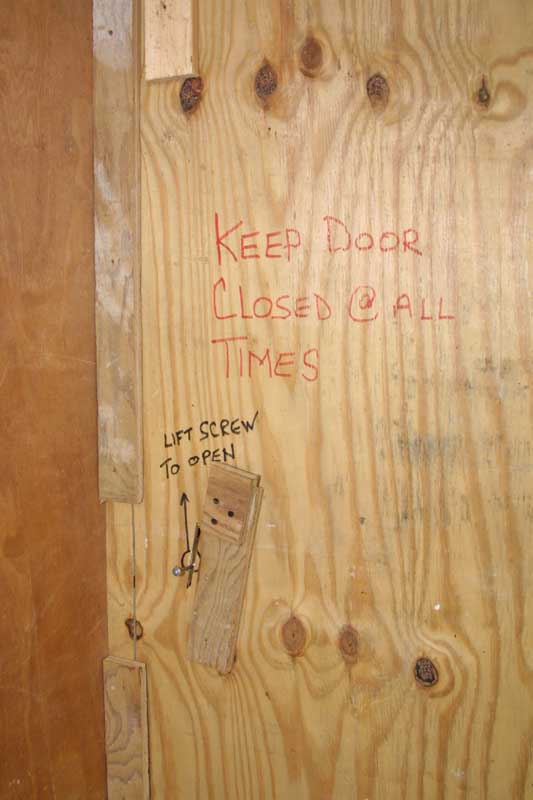 KEEP DOOR
CLOSED @ ALL
TIMES
LIFT SCREW
TO OPEN